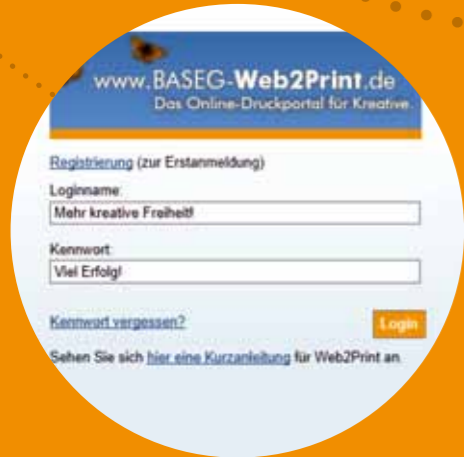 www.BASEG-Web2Print.de
Das Online-Druckportal für Kreative.
Registrierung (zur Erstanmeldung)
Loginname:
Mehr kreative Freiheit!
Kennwort:
Viel Erfolg!
Kennwort vergessen?
Login
Sehen Sie sich hier eine Kurzanleitung für Web2Print an.